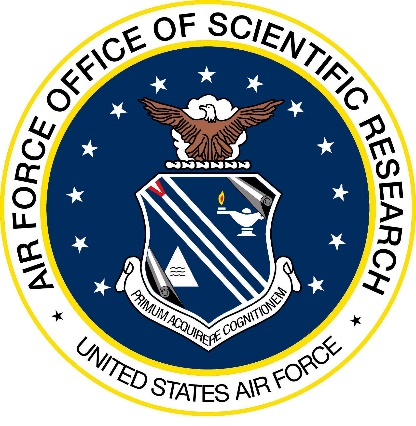 AIR FORCE OFFICE OF SCIENTIFIC RESEARCH
PRIMUM ACQUIRERE COGNITIONEM
UNITED STATES AIR FORCE